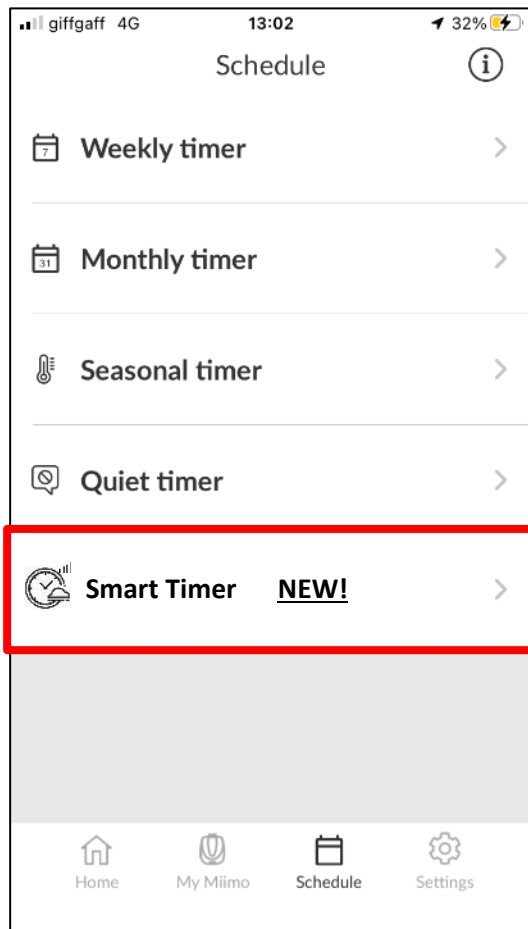 giffgaff 4G 13:02 32%
Schedule i
7 Weekly timer
31 Monthly timer
Seasonal timer
Quiet timer
Smart Timer NEW!
Home My Miimo Schedule Settings